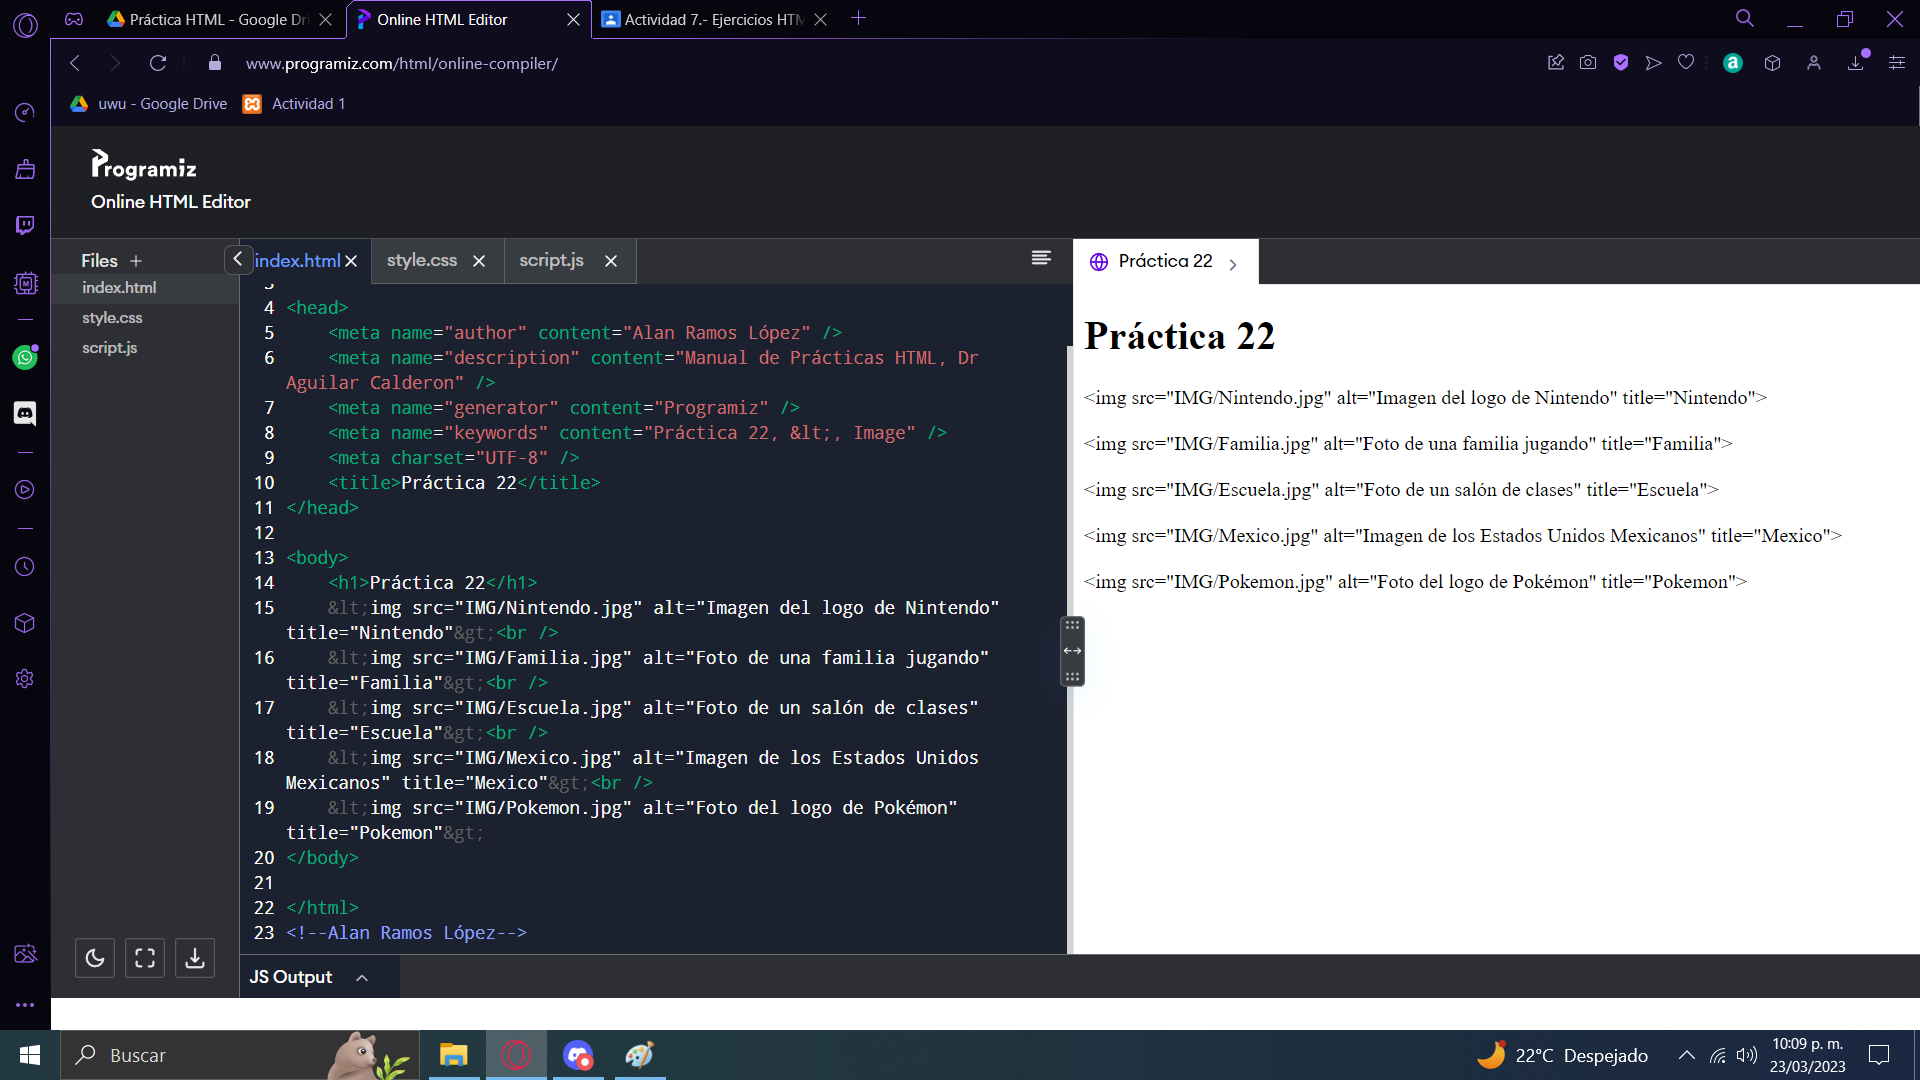 Práctica HTML - Google Dri
Online HTML Editor
Actividad 7.- Ejercicios HTM
www.programiz.com/html/online-compiler/
uwu - Google Drive
Actividad 1
Programiz
Online HTML Editor
Files +
index.html
style.css
script.js
index.html
style.css
script.js
3
4 <head>
5 <meta name="author" content="Alan Ramos López" />
6 <meta name="description" content="Manual de Prácticas HTML, Dr
Aguilar Calderon" />
7 <meta name="generator" content="Programiz" />
8 <meta name="keywords" content="Práctica 22, &lt;, Image" />
9 <meta charset="UTF-8" />
10 <title>Práctica 22</title>
11 </head>
12
13 <body>
14 <h1>Práctica 22</h1>
15 &lt;img src="IMG/Nintendo.jpg" alt="Imagen del logo de Nintendo"
title="Nintendo"&gt;<br />
16 &lt;img src="IMG/Familia.jpg" alt="Foto de una familia jugando"
title="Familia"&gt;<br />
17 &lt;img src="IMG/Escuela.jpg" alt="Foto de un salón de clases"
title="Escuela"&gt;<br />
18 &lt;img src="IMG/Mexico.jpg" alt="Imagen de los Estados Unidos
Mexicanos" title="Mexico"&gt;<br />
19 &lt;img src="IMG/Pokemon.jpg" alt="Foto del logo de Pokémon"
title="Pokemon"&gt;
20 </body>
21
22 </html>
23 <!--Alan Ramos López-->
JS Output
Práctica 22
Práctica 22
<img src="IMG/Nintendo.jpg" alt="Imagen del logo de Nintendo" title="Nintendo">
<img src="IMG/Familia.jpg" alt="Foto de una familia jugando" title="Familia">
<img src="IMG/Escuela.jpg" alt="Foto de un salón de clases" title="Escuela">
<img src="IMG/Mexico.jpg" alt="Imagen de los Estados Unidos Mexicanos" title="Mexico">
<img src="IMG/Pokemon.jpg" alt="Foto del logo de Pokémon" title="Pokemon">
Buscar
22°C Despejado
10:09 p. m.
23/03/2023